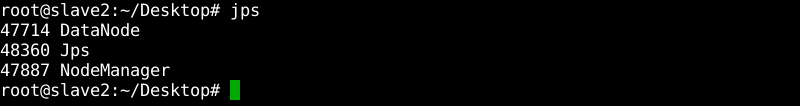 root@slave2:~/Desktop# jps
47714 DataNode
48360 Jps
47887 NodeManager
root@slave2:~/Desktop#